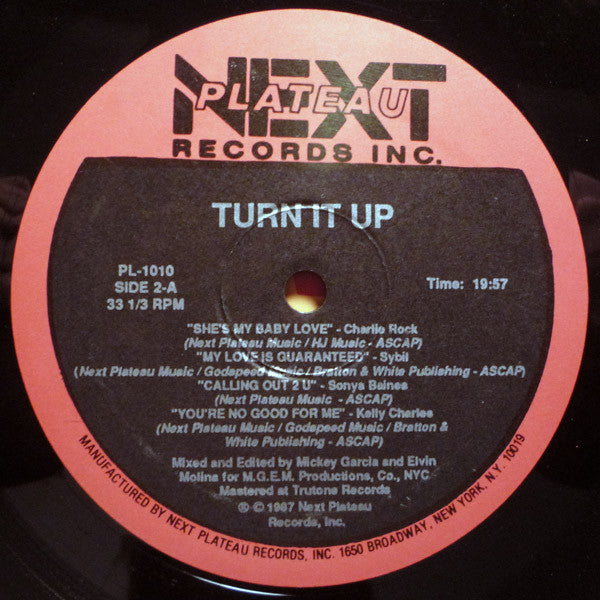 NEXT
PLATEAU
RECORDS INC.
TURN IT UP
PL-1010
SIDE 2-A
33 1/3 RPM
Time: 19:57
"SHE'S MY BABY LOVE" - Charlie Rock
(Next Plateau Music / HJ Music - ASCAP)
"MY LOVE IS GUARANTEED" - Sybil
(Next Plateau Music / Godspeed Music / Bratton & White Publishing - ASCAP)
"CALLING OUT 2 U" - Sonya Baines
(Next Plateau Music - ASCAP)
"YOU'RE NO GOOD FOR ME" - Kelly Charles
(Next Plateau Music / Godspeed Music / Bratton &
White Publishing - ASCAP)
Mixed and Edited by Mickey Garcia and Elvin
Molina for M.G.E.M. Productions, Co., NYC
Mastered at Trutone Records
® © 1987 Next Plateau
Records, Inc.
MANUFACTURED BY NEXT PLATEAU RECORDS, INC. 1650 BROADWAY, NEW YORK, N.Y. 10019